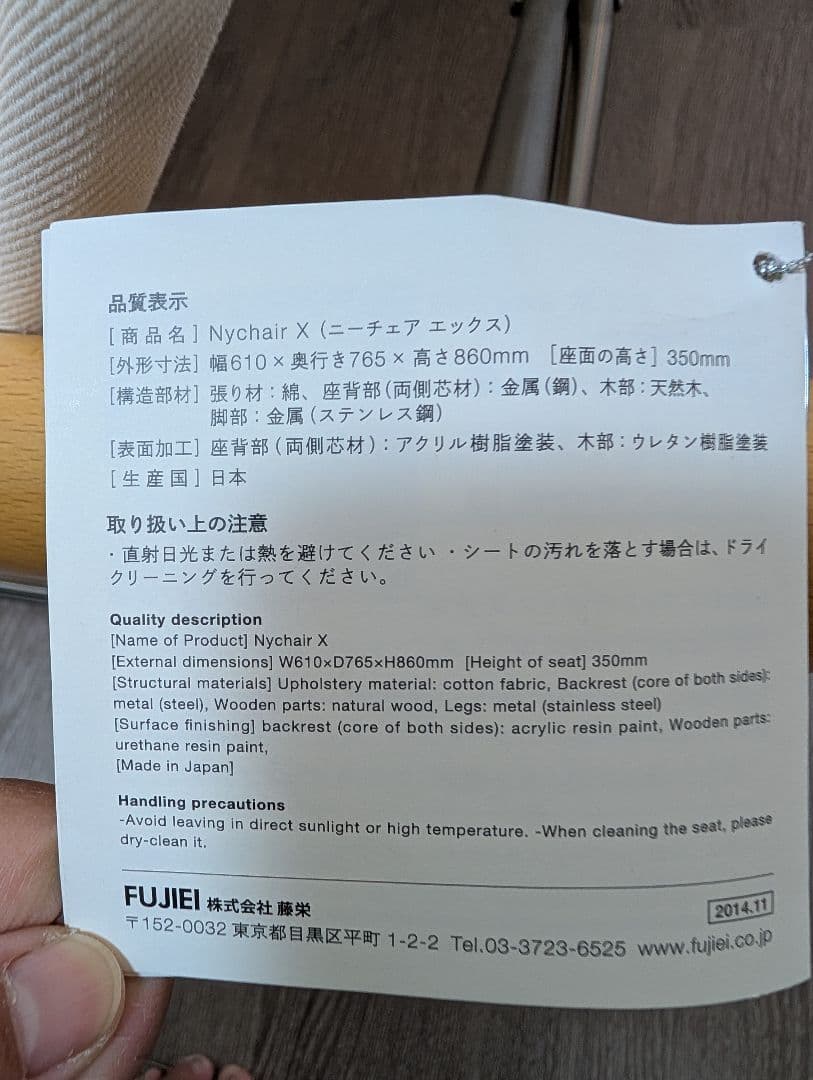 品質表示
[商品名] Nychair X（ニーチェア エックス）
[外形寸法] 幅610×奥行き765×高さ860mm ［座面の高さ］350mm
[構造部材] 張り材：綿、座背部（両側芯材）：金属（鋼）、木部：天然木、
脚部：金属（ステンレス鋼）
[表面加工] 座背部（両側芯材）：アクリル樹脂塗装、木部：ウレタン樹脂塗装
[生産国] 日本
取り扱い上の注意
・直射日光または熱を避けてください ・シートの汚れを落とす場合は、ドライ
クリーニングを行ってください。
Quality description
[Name of Product] Nychair X
[External dimensions] W610×D765×H860mm [Height of seat] 350mm
[Structural materials] Upholstery material: cotton fabric, Backrest (core of both sides):
metal (steel), Wooden parts: natural wood, Legs: metal (stainless steel)
[Surface finishing] backrest (core of both sides): acrylic resin paint, Wooden parts:
urethane resin paint,
[Made in Japan]
Handling precautions
-Avoid leaving in direct sunlight or high temperature. -When cleaning the seat, please
dry-clean it.
FUJIEI 株式会社 藤栄
2014.11
〒152-0032 東京都目黒区平町 1-2-2 Tel.03-3723-6525 www.fujiei.co.jp